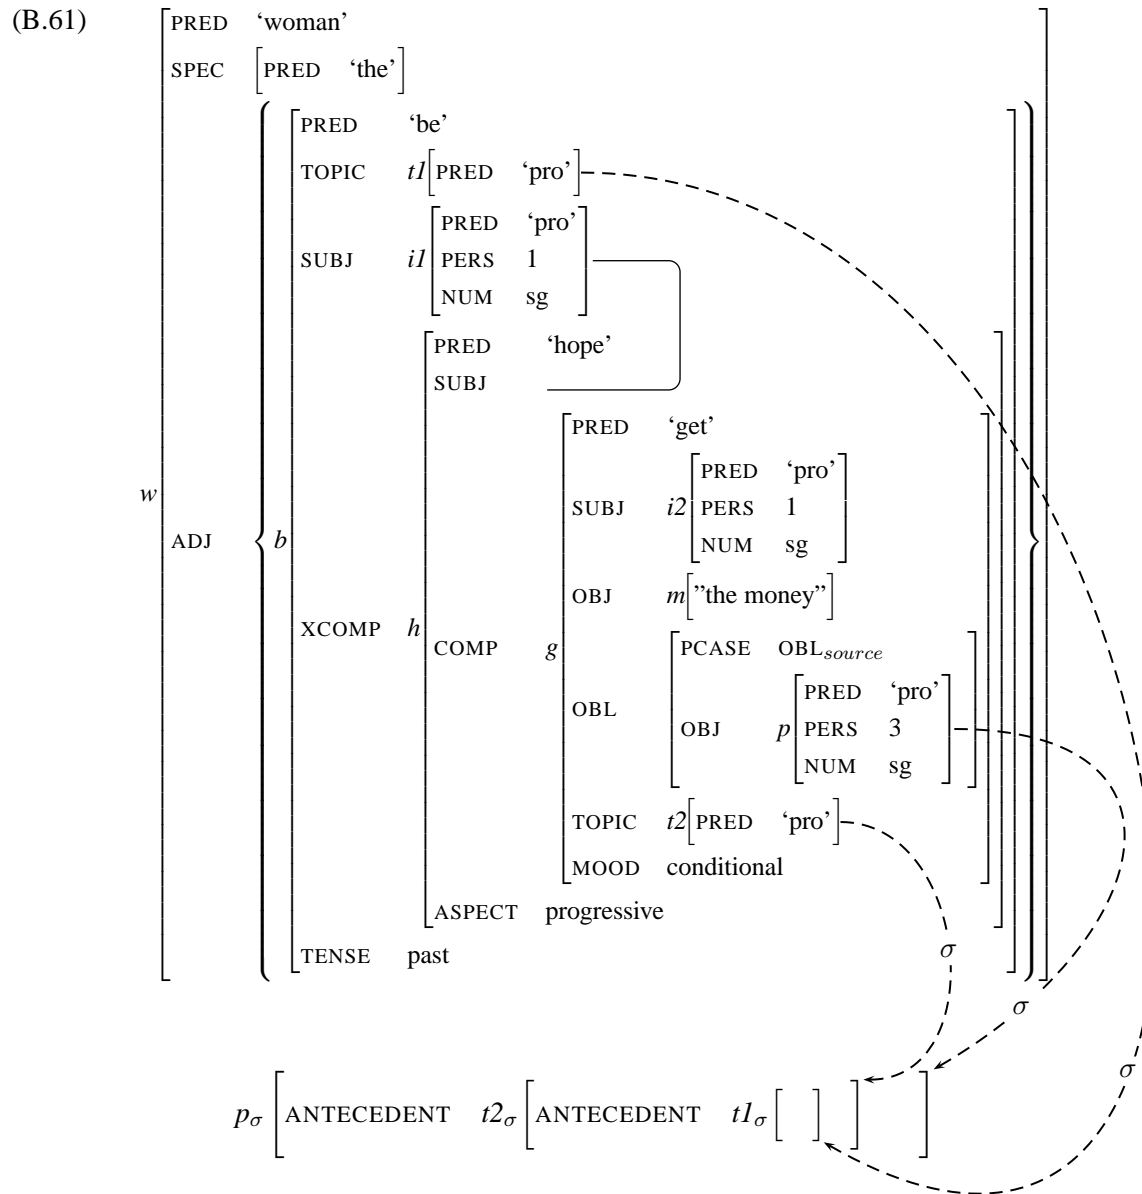 (B.61)
PRED ‘woman’
SPEC [PRED ‘the’]
PRED ‘be’
TOPIC t1[PRED ‘pro’]
PRED ‘pro’
SUBJ i1 PERS 1
NUM sg
PRED ‘hope’
SUBJ
PRED ‘get’
PRED ‘pro’
w
SUBJ i2 PERS 1
ADJ { b
NUM sg
OBJ m[”the money”]
XCOMP h
COMP g
PCASE OBLsource
PRED ‘pro’
OBL
OBJ p PERS 3
NUM sg
TOPIC t2[PRED ‘pro’]
MOOD conditional
ASPECT progressive
TENSE past
σ
σ
σ
pσ [ANTECEDENT t2σ [ANTECEDENT t1σ [ ] ] ]